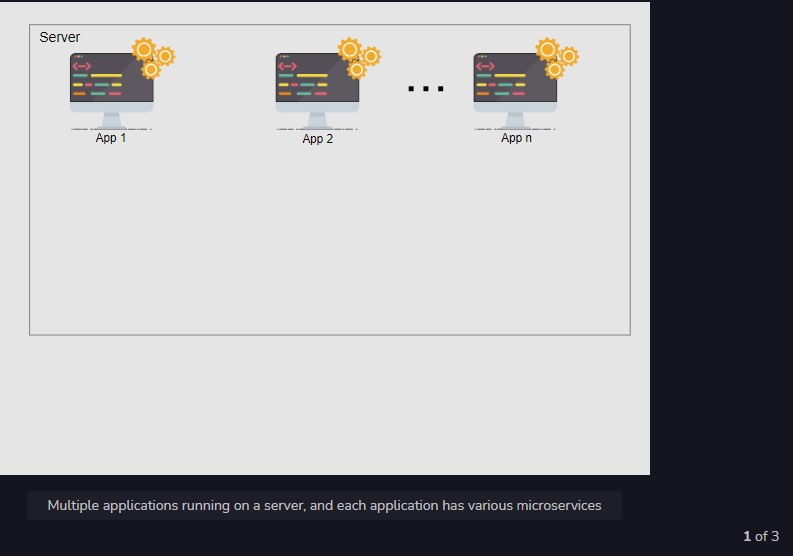 Server
App 1
App 2
App n
Multiple applications running on a server, and each application has various microservices
1 of 3